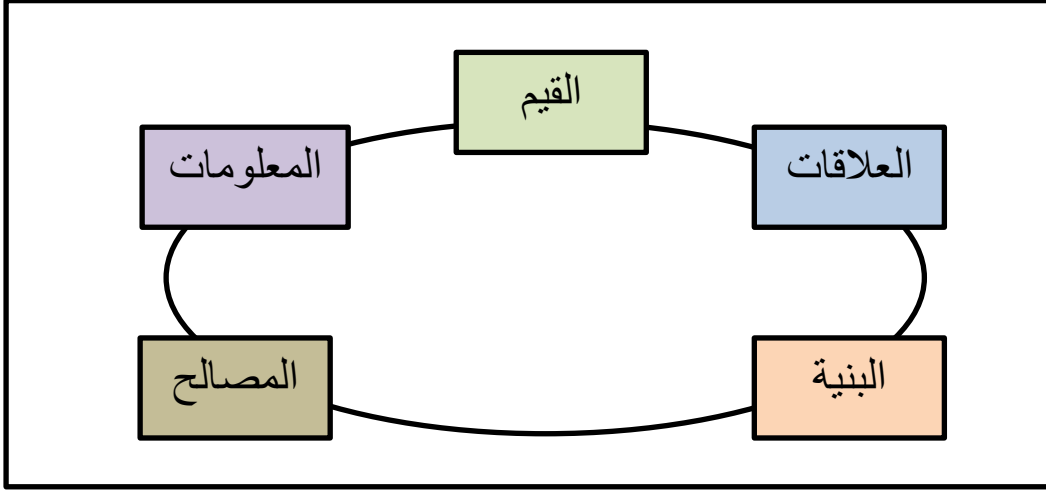 القيم
العلاقات
المعلومات
البنية
المصالح